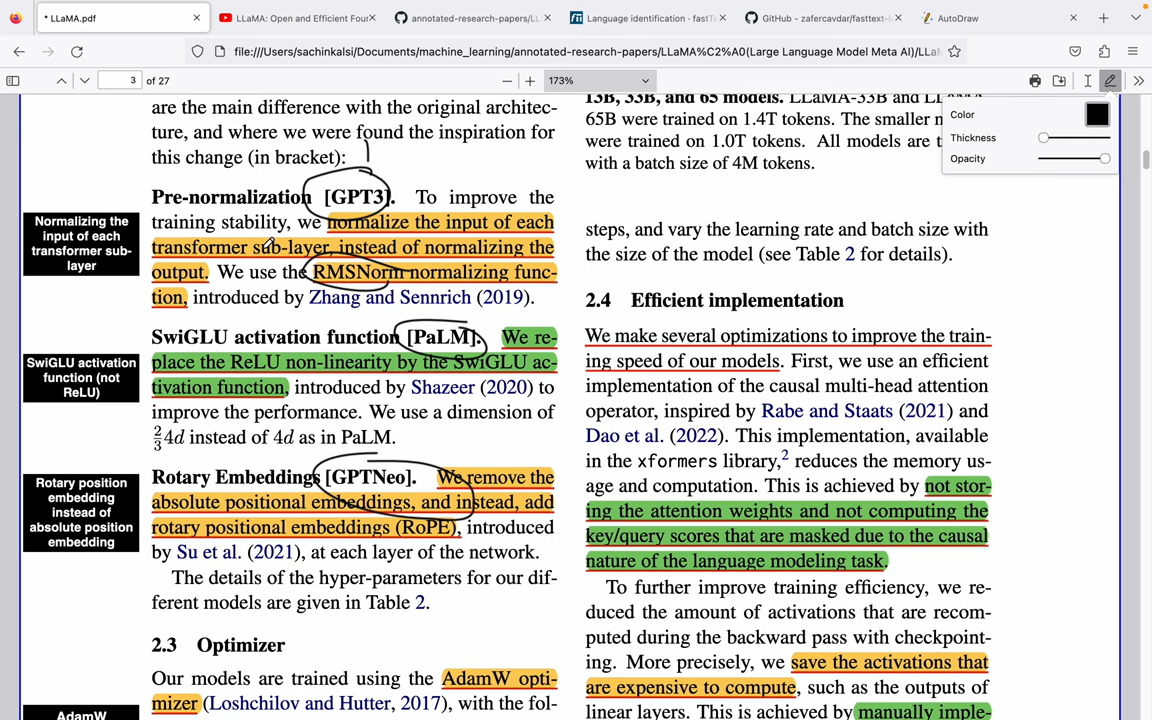 LLaMA.pdf
LLaMA: Open and Efficient Four
annotated-research-papers/LL
Language identification · fastTe
GitHub - zafercavdar/fasttext-la
AutoDraw
file:///Users/sachinkalsi/Documents/machine_learning/annotated-research-papers/LLaMA%C2%A0(Large Language Model Meta AI)/LLa
3 of 27
173%
Color
Thickness
Opacity
are the main difference with the original architec-
ture, and where we were found the inspiration for
this change (in bracket):
Pre-normalization [GPT3]. To improve the
training stability, we normalize the input of each
transformer sub-layer, instead of normalizing the
output. We use the RMSNorm normalizing func-
tion, introduced by Zhang and Sennrich (2019).
Normalizing the
input of each
transformer sub-
layer
SwiGLU activation function [PaLM]. We re-
place the ReLU non-linearity by the SwiGLU ac-
tivation function, introduced by Shazeer (2020) to
improve the performance. We use a dimension of
2/3 4d instead of 4d as in PaLM.
SwiGLU activation
function (not
ReLU)
Rotary Embeddings [GPTNeo]. We remove the
absolute positional embeddings, and instead, add
rotary positional embeddings (RoPE), introduced
by Su et al. (2021), at each layer of the network.
Rotary position
embedding
instead of
absolute position
embedding
The details of the hyper-parameters for our dif-
ferent models are given in Table 2.
2.3 Optimizer
Our models are trained using the AdamW opti-
mizer (Loshchilov and Hutter, 2017), with the fol-
AdamW
13B, 33B, and 65 models. LLaMA-33B and
65B were trained on 1.4T tokens. The smaller
were trained on 1.0T tokens. All models are
with a batch size of 4M tokens.
steps, and vary the learning rate and batch size with
the size of the model (see Table 2 for details).
2.4 Efficient implementation
We make several optimizations to improve the train-
ing speed of our models. First, we use an efficient
implementation of the causal multi-head attention
operator, inspired by Rabe and Staats (2021) and
Dao et al. (2022). This implementation, available
in the xformers library,2 reduces the memory us-
age and computation. This is achieved by not stor-
ing the attention weights and not computing the
key/query scores that are masked due to the causal
nature of the language modeling task.
To further improve training efficiency, we re-
duced the amount of activations that are recom-
puted during the backward pass with checkpoint-
ing. More precisely, we save the activations that
are expensive to compute, such as the outputs of
linear layers. This is achieved by manually imple-